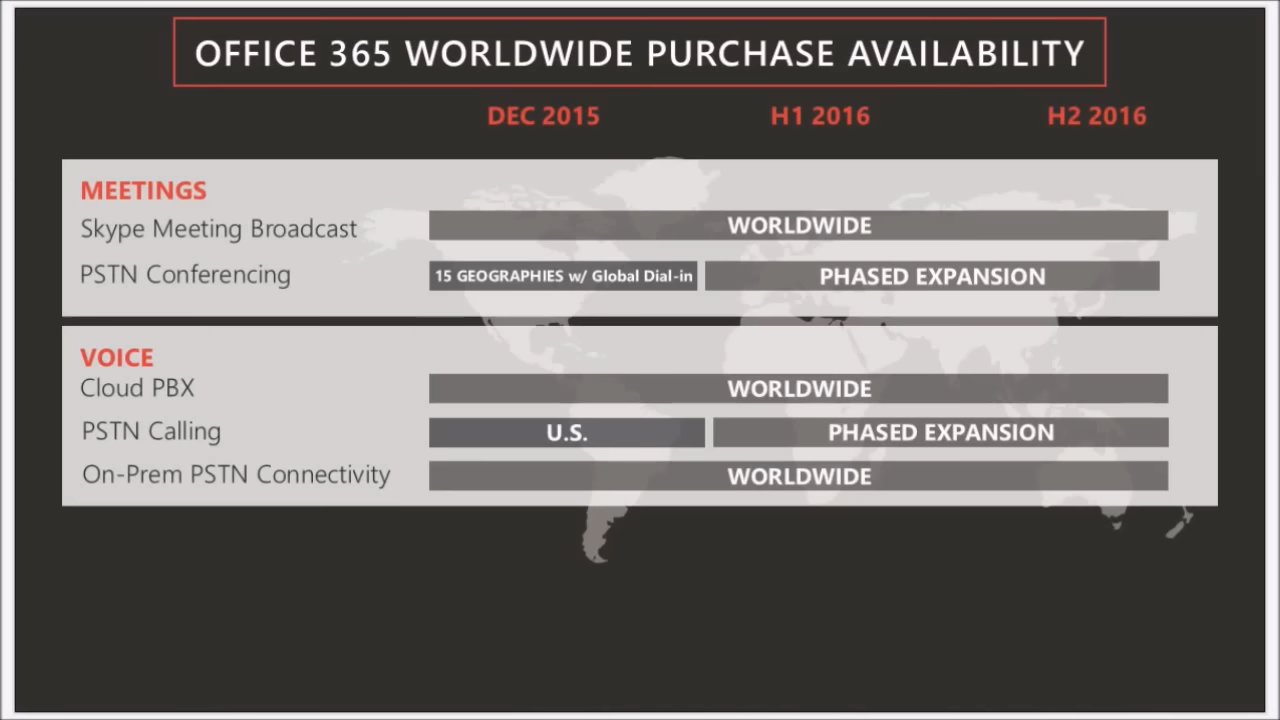 OFFICE 365 WORLDWIDE PURCHASE AVAILABILITY
DEC 2015 H1 2016 H2 2016
MEETINGS
Skype Meeting Broadcast WORLDWIDE
PSTN Conferencing 15 GEOGRAPHIES w/ Global Dial-in PHASED EXPANSION
VOICE
Cloud PBX WORLDWIDE
PSTN Calling U.S. PHASED EXPANSION
On-Prem PSTN Connectivity WORLDWIDE